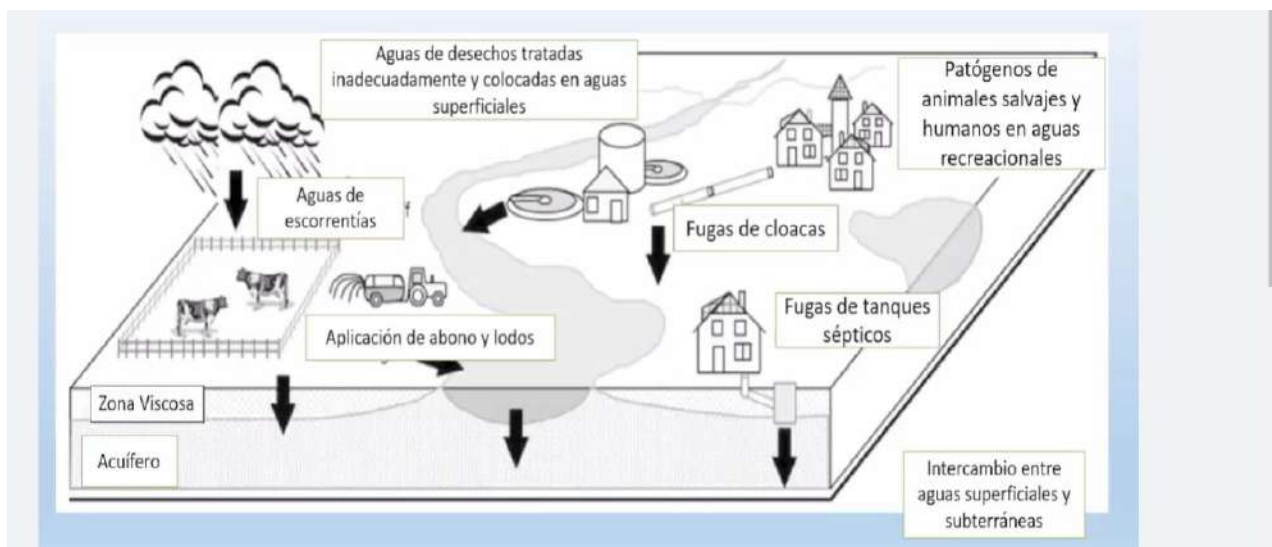 Aguas de desechos tratadas
inadecuadamente y colocadas en aguas
superficiales
Patógenos de
animales salvajes y
humanos en aguas
recreacionales
Aguas de
escorrentías
Fugas de cloacas
Fugas de tanques
sépticos
Aplicación de abono y lodos
Zona Viscosa
Acuífero
Intercambio entre
aguas superficiales y
subterráneas